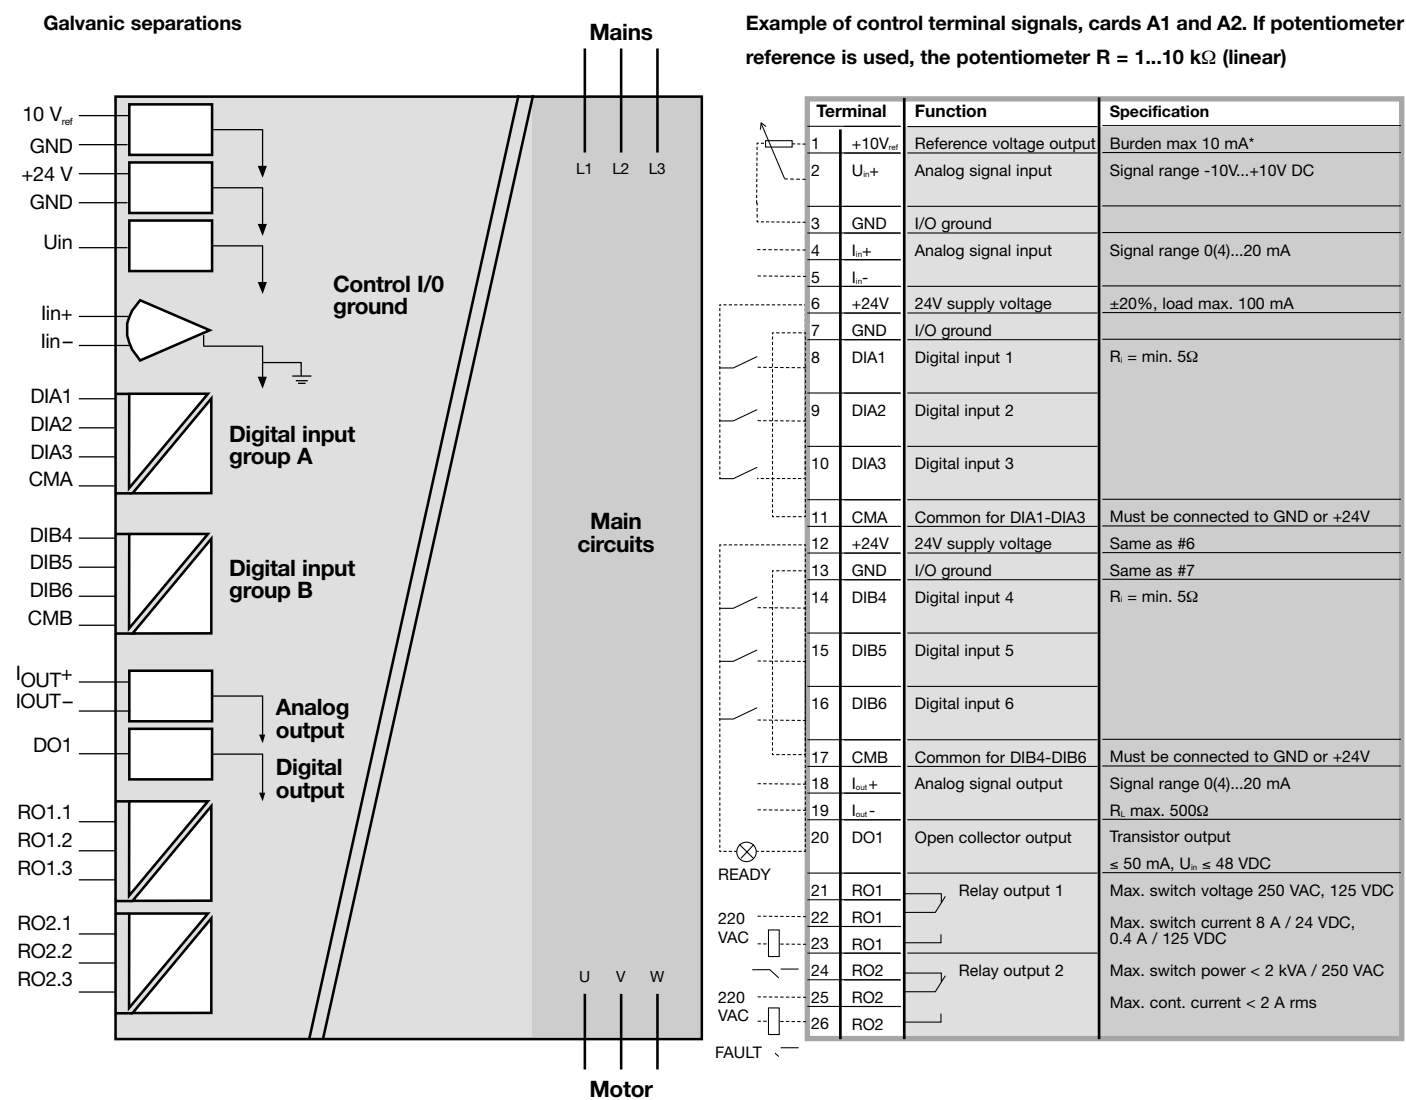 Galvanic separations
Mains
10 Vref
GND
+24 V
GND
Uin
Iin+
Iin−
DIA1
DIA2
DIA3
CMA
DIB4
DIB5
DIB6
CMB
IOUT+
IOUT−
DO1
RO1.1
RO1.2
RO1.3
RO2.1
RO2.2
RO2.3
Control I/0
ground
Digital input
group A
Digital input
group B
Analog
output
Digital
output
L1 L2 L3
Main
circuits
U V W
Motor
Example of control terminal signals, cards A1 and A2. If potentiometer
reference is used, the potentiometer R = 1...10 kΩ (linear)
Terminal Function Specification
1 +10Vref Reference voltage output Burden max 10 mA*
2 Uin+ Analog signal input Signal range -10V...+10V DC
3 GND I/O ground
4 Iin+ Analog signal input Signal range 0(4)...20 mA
5 Iin-
6 +24V 24V supply voltage ±20%, load max. 100 mA
7 GND I/O ground
8 DIA1 Digital input 1 Ri = min. 5Ω
9 DIA2 Digital input 2
10 DIA3 Digital input 3
11 CMA Common for DIA1-DIA3 Must be connected to GND or +24V
12 +24V 24V supply voltage Same as #6
13 GND I/O ground Same as #7
14 DIB4 Digital input 4 Ri = min. 5Ω
15 DIB5 Digital input 5
16 DIB6 Digital input 6
17 CMB Common for DIB4-DIB6 Must be connected to GND or +24V
18 Iout+ Analog signal output Signal range 0(4)...20 mA
19 Iout- RL max. 500Ω
20 DO1 Open collector output Transistor output
≤ 50 mA, Uin ≤ 48 VDC
READY
21 RO1 Relay output 1 Max. switch voltage 250 VAC, 125 VDC
220
VAC
22 RO1 Max. switch current 8 A / 24 VDC,
0.4 A / 125 VDC
23 RO1
24 RO2 Relay output 2 Max. switch power < 2 kVA / 250 VAC
220
VAC
25 RO2 Max. cont. current < 2 A rms
26 RO2
FAULT